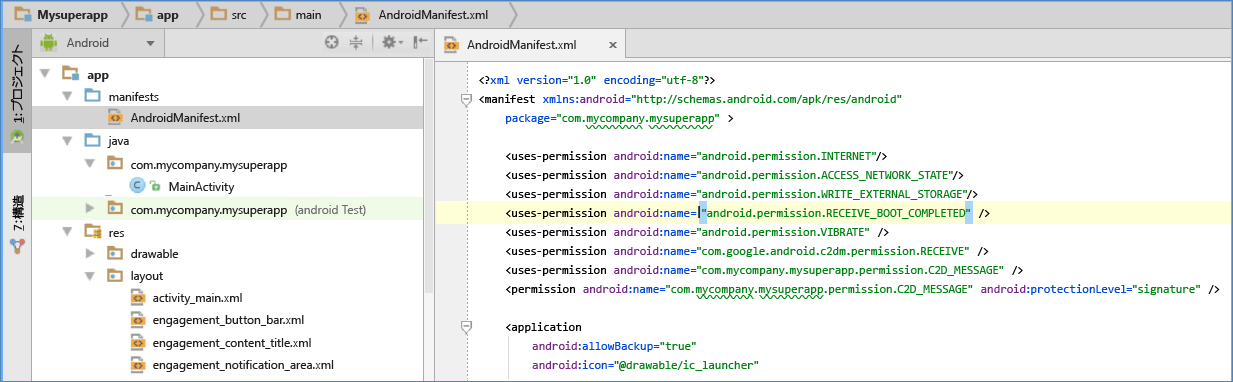 Mysuperapp app src main AndroidManifest.xml
1: プロジェクト
7: 構造
Android
app
manifests
AndroidManifest.xml
java
com.mycompany.mysuperapp
C MainActivity
com.mycompany.mysuperapp (android Test)
res
drawable
layout
activity_main.xml
engagement_button_bar.xml
engagement_content_title.xml
engagement_notification_area.xml
AndroidManifest.xml ×
<?xml version="1.0" encoding="utf-8"?>
<manifest xmlns:android="http://schemas.android.com/apk/res/android"
package="com.mycompany.mysuperapp" >
<uses-permission android:name="android.permission.INTERNET"/>
<uses-permission android:name="android.permission.ACCESS_NETWORK_STATE"/>
<uses-permission android:name="android.permission.WRITE_EXTERNAL_STORAGE"/>
<uses-permission android:name="android.permission.RECEIVE_BOOT_COMPLETED" />
<uses-permission android:name="android.permission.VIBRATE" />
<uses-permission android:name="com.google.android.c2dm.permission.RECEIVE" />
<uses-permission android:name="com.mycompany.mysuperapp.permission.C2D_MESSAGE" />
<permission android:name="com.mycompany.mysuperapp.permission.C2D_MESSAGE" android:protectionLevel="signature" />
<application
android:allowBackup="true"
android:icon="@drawable/ic_launcher"